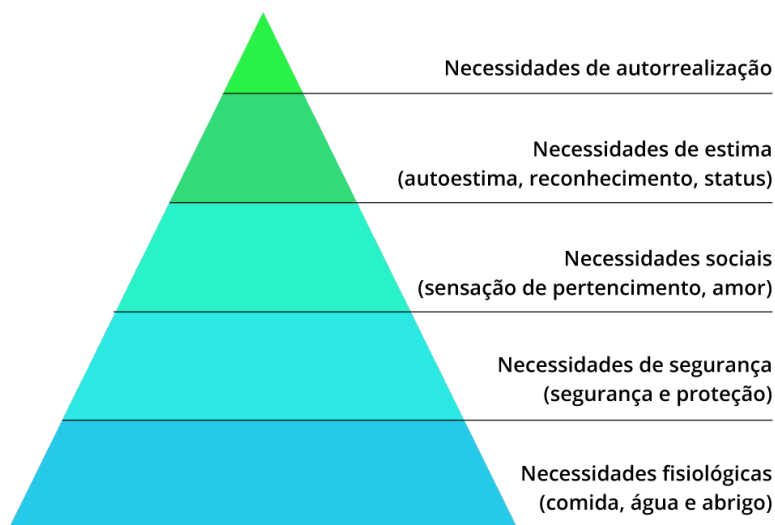 Necessidades de autorrealização
Necessidades de estima
(autoestima, reconhecimento, status)
Necessidades sociais
(sensação de pertencimento, amor)
Necessidades de segurança
(segurança e proteção)
Necessidades fisiológicas
(comida, água e abrigo)